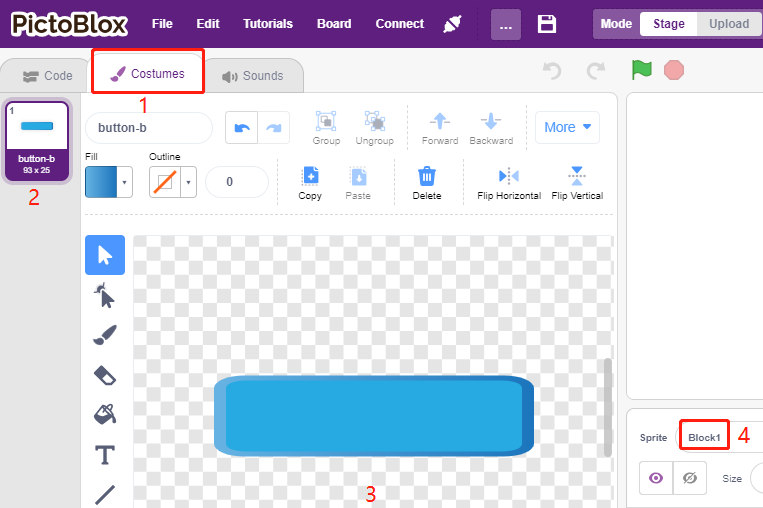 PictoBlox File Edit Tutorials Board Connect ... Mode Stage Upload
Code Costumes Sounds
1
1
button-b
93 x 25
2
button-b Group Ungroup Forward Backward More
Fill Outline
0 Copy Paste Delete Flip Horizontal Flip Vertical
T
3
Sprite Block1 4
Size